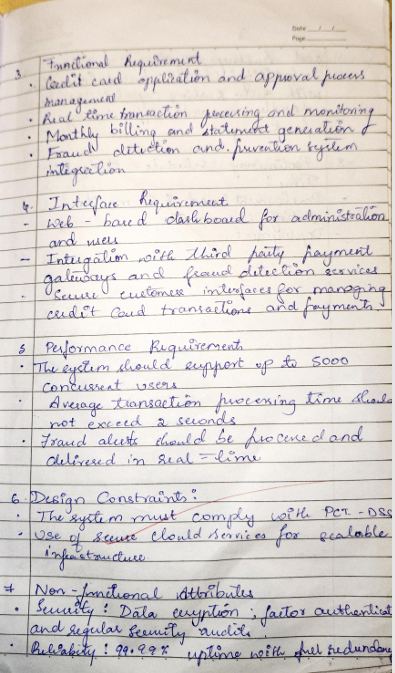 Date / /
Page
3. Functional Requirement
• Credit card application and approval process
management
• Real time transaction processing and monitoring
• Monthly billing and statement generation
• Fraud detection and prevention system
integration
4. Interface Requirement
- Web-based dashboard for administration
and users
- Intergation with third party payment
gateways and fraud detection services
- Secure customer interfaces for managing
credit card transactions and payments.
5 Performance Requirement
• The system should support up to 5000
concurrent users
• Average transaction processing time should
not exceed 2 seconds
• Fraud alerts should be processed and
delivered in real-time
6. Design Constraints:
• The system must comply with PCI-DSS
• Use of secure cloud services for scalable
infrastructure
7 Non-functional Attributes
• Security: Data encryption; factor authenticat
and regular security audits.
• Reliability: 99.99% uptime with full redundancy